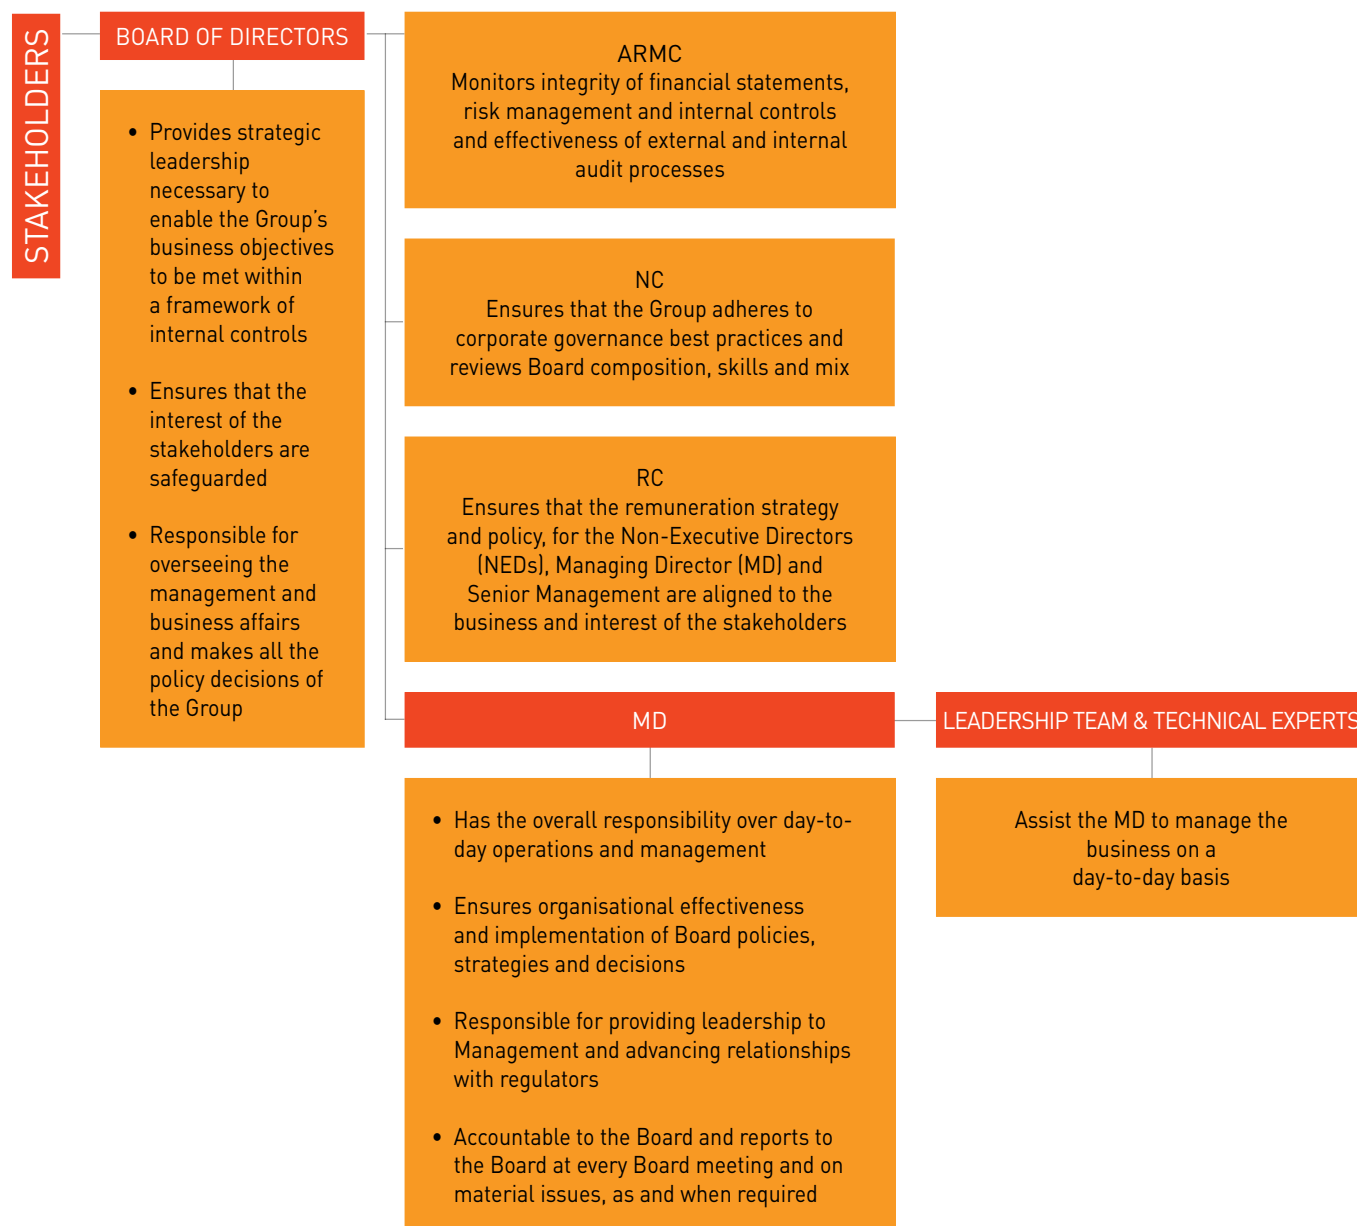 STAKEHOLDERS
BOARD OF DIRECTORS
• Provides strategic
leadership
necessary to
enable the Group’s
business objectives
to be met within
a framework of
internal controls
• Ensures that the
interest of the
stakeholders are
safeguarded
• Responsible for
overseeing the
management and
business affairs
and makes all the
policy decisions of
the Group
ARMC
Monitors integrity of financial statements,
risk management and internal controls
and effectiveness of external and internal
audit processes
NC
Ensures that the Group adheres to
corporate governance best practices and
reviews Board composition, skills and mix
RC
Ensures that the remuneration strategy
and policy, for the Non-Executive Directors
(NEDs), Managing Director (MD) and
Senior Management are aligned to the
business and interest of the stakeholders
MD
• Has the overall responsibility over day-to-
day operations and management
• Ensures organisational effectiveness
and implementation of Board policies,
strategies and decisions
• Responsible for providing leadership to
Management and advancing relationships
with regulators
• Accountable to the Board and reports to
the Board at every Board meeting and on
material issues, as and when required
LEADERSHIP TEAM & TECHNICAL EXPERTS
Assist the MD to manage the
business on a
day-to-day basis